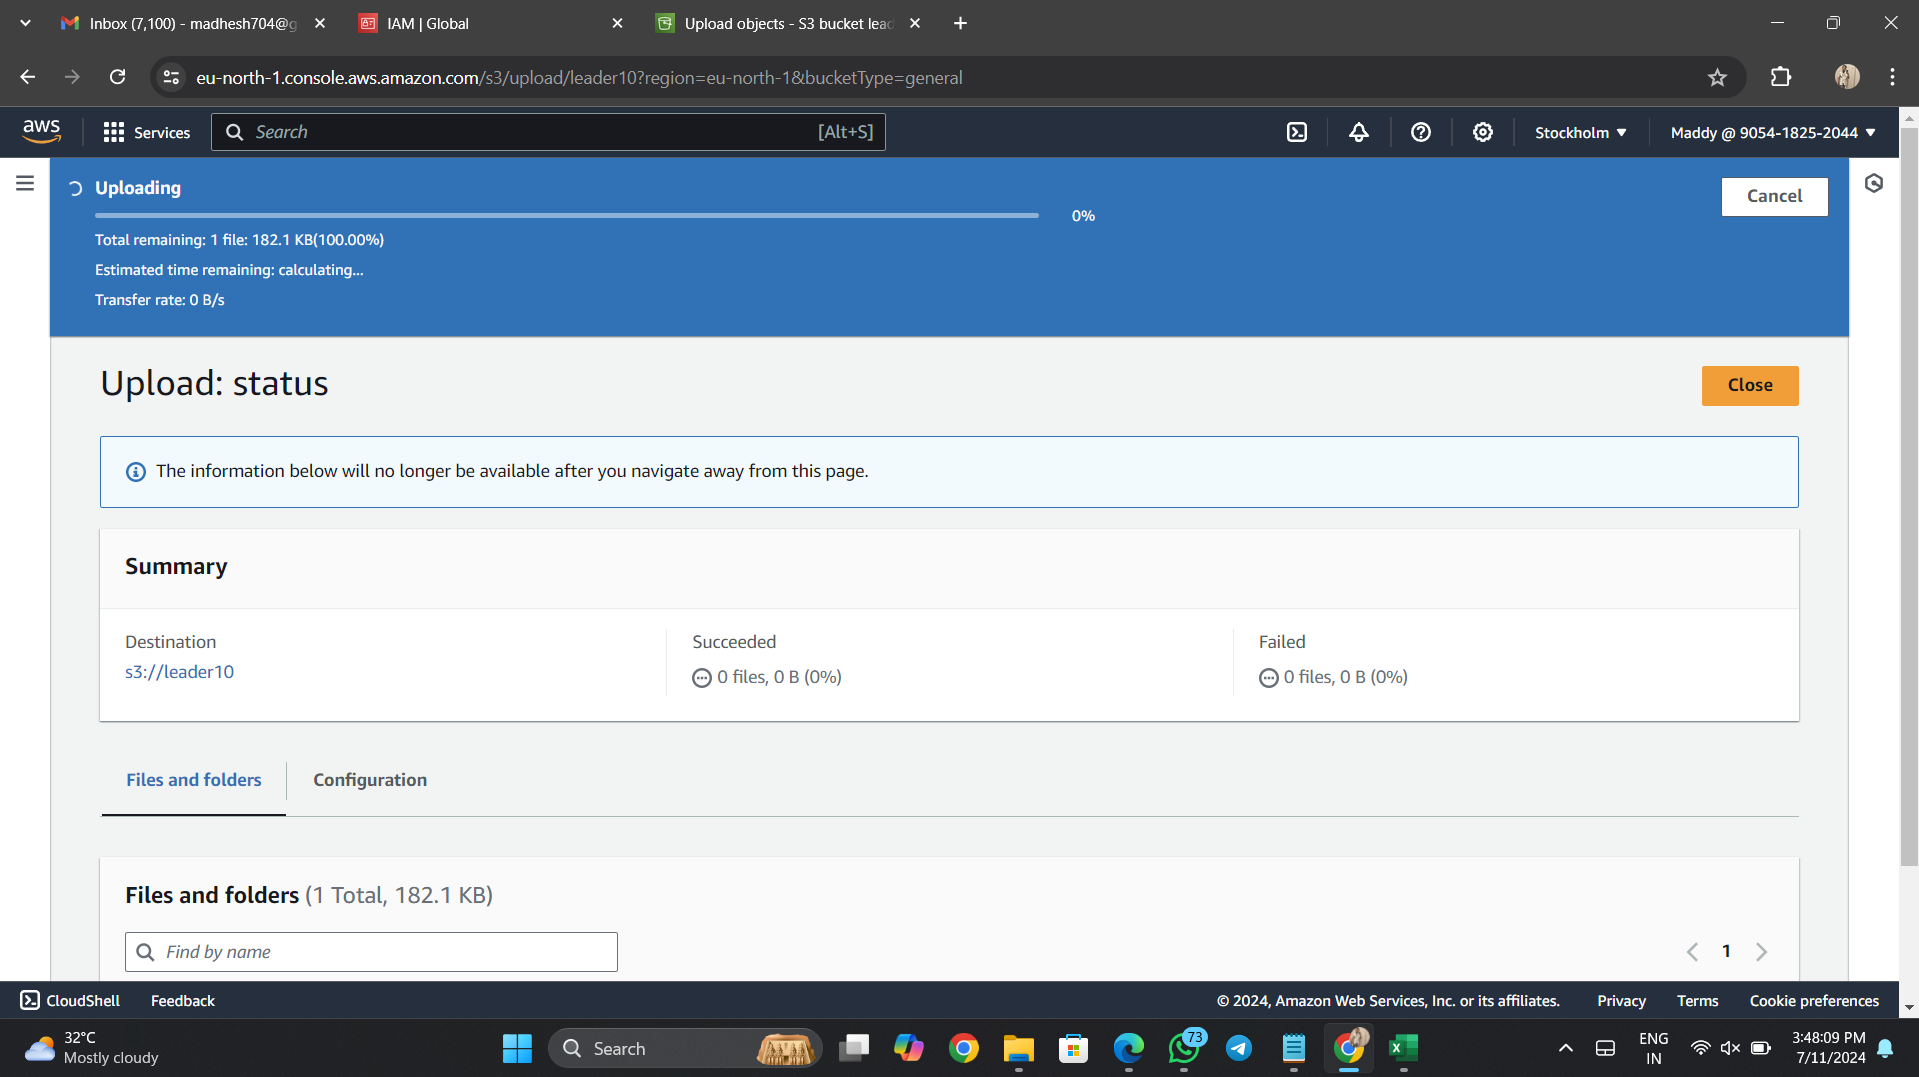 Inbox (7,100) - madhesh704@g
IAM | Global
Upload objects - S3 bucket lead
eu-north-1.console.aws.amazon.com/s3/upload/leader10?region=eu-north-1&bucketType=general
aws
Services
Search
[Alt+S]
Stockholm
Maddy @ 9054-1825-2044
Uploading
Cancel
0%
Total remaining: 1 file: 182.1 KB(100.00%)
Estimated time remaining: calculating...
Transfer rate: 0 B/s
Upload: status
Close
The information below will no longer be available after you navigate away from this page.
Summary
Destination
s3://leader10
Succeeded
0 files, 0 B (0%)
Failed
0 files, 0 B (0%)
Files and folders
Configuration
Files and folders (1 Total, 182.1 KB)
Find by name
1
CloudShell
Feedback
© 2024, Amazon Web Services, Inc. or its affiliates.
Privacy
Terms
Cookie preferences
32°C
Mostly cloudy
Search
73
ENG
IN
3:48:09 PM
7/11/2024